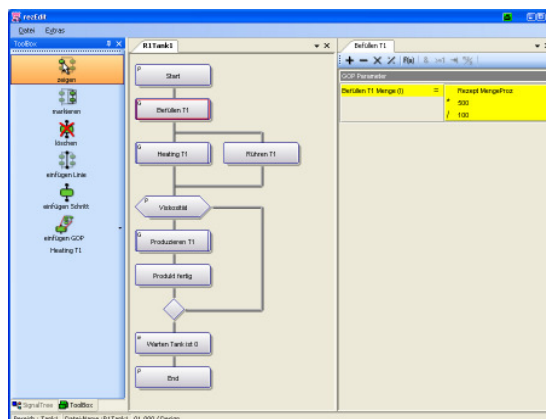 rezEdit
Datei Extras
ToolBox
zeigen
markieren
löschen
einfügen Linie
einfügen Schritt
einfügen GOP
Heating T1
SignalTree ToolBox
R1Tank1
P
Start
G
Befüllen T1
G
Heating T1
Rühren T1
P
Viskosität
G
Produzieren T1
Produkt fertig
P
Warten Tank ist 0
P
End
Befüllen T1
F(x)
GOP Parameter
Befüllen T1 Menge (l) = Rezept MengeProz
* 500
/ 100